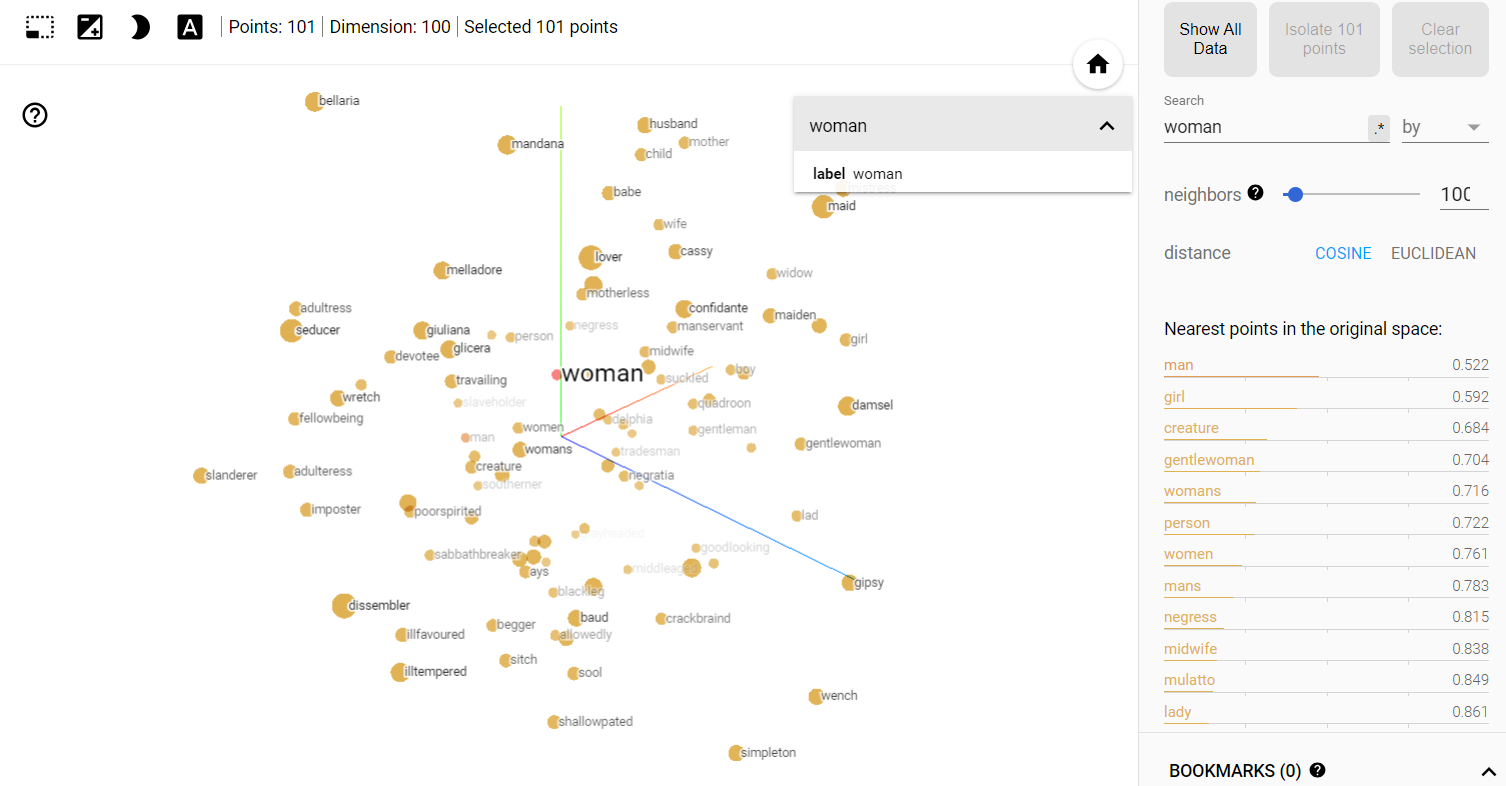 Points: 101 | Dimension: 100 | Selected 101 points
bellaria
mandana
husband
mother
child
babe
wife
cassy
lover
melladore
motherless
widow
maid
mistress
adultress
seducer
giuliana
glicera
person
negress
confidante
manservant
maiden
girl
devotee
midwife
woman
travailing
suckled
boy
wretch
slaveholder
quadroon
damsel
fellowbeing
women
delphia
gentleman
man
womans
tradesman
gentlewoman
creature
slanderer
adulteress
southerner
negratia
imposter
poorspirited
lad
sabbathbreaker
ays
goodlooking
middleaged
gipsy
blackleg
dissembler
baud
crackbraind
begger
illfavoured
allowedly
sitch
illtempered
sool
wench
shallowpated
simpleton
woman
label woman
Show All Data
Isolate 101 points
Clear selection
Search
woman .* by
neighbors 100
distance COSINE EUCLIDEAN
Nearest points in the original space:
man 0.522
girl 0.592
creature 0.684
gentlewoman 0.704
womans 0.716
person 0.722
women 0.761
mans 0.783
negress 0.815
midwife 0.838
mulatto 0.849
lady 0.861
BOOKMARKS (0)